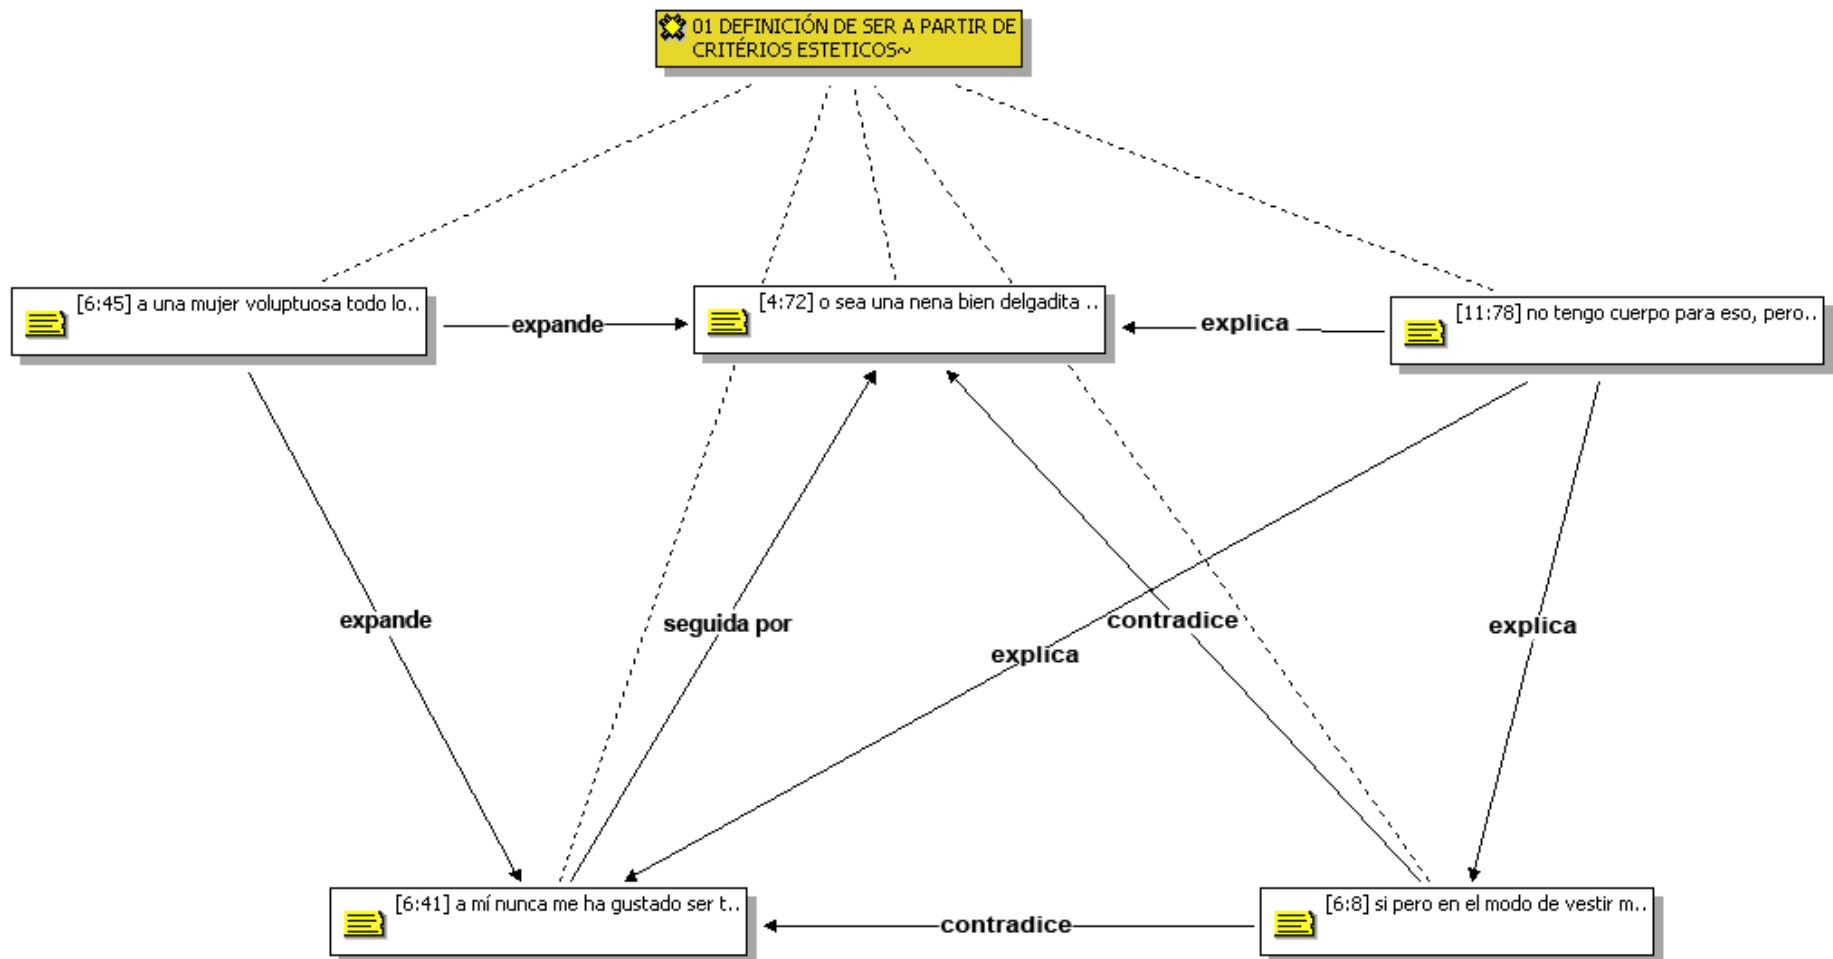 01 DEFINICIÓN DE SER A PARTIR DE
CRITÉRIOS ESTETICOS~
[6:45] a una mujer voluptuosa todo lo..
expande
[4:72] o sea una nena bien delgadita ..
explica
[11:78] no tengo cuerpo para eso, pero..
expande
seguida por
contradice
explica
explica
[6:41] a mí nunca me ha gustado ser t..
contradice
[6:8] si pero en el modo de vestir m..